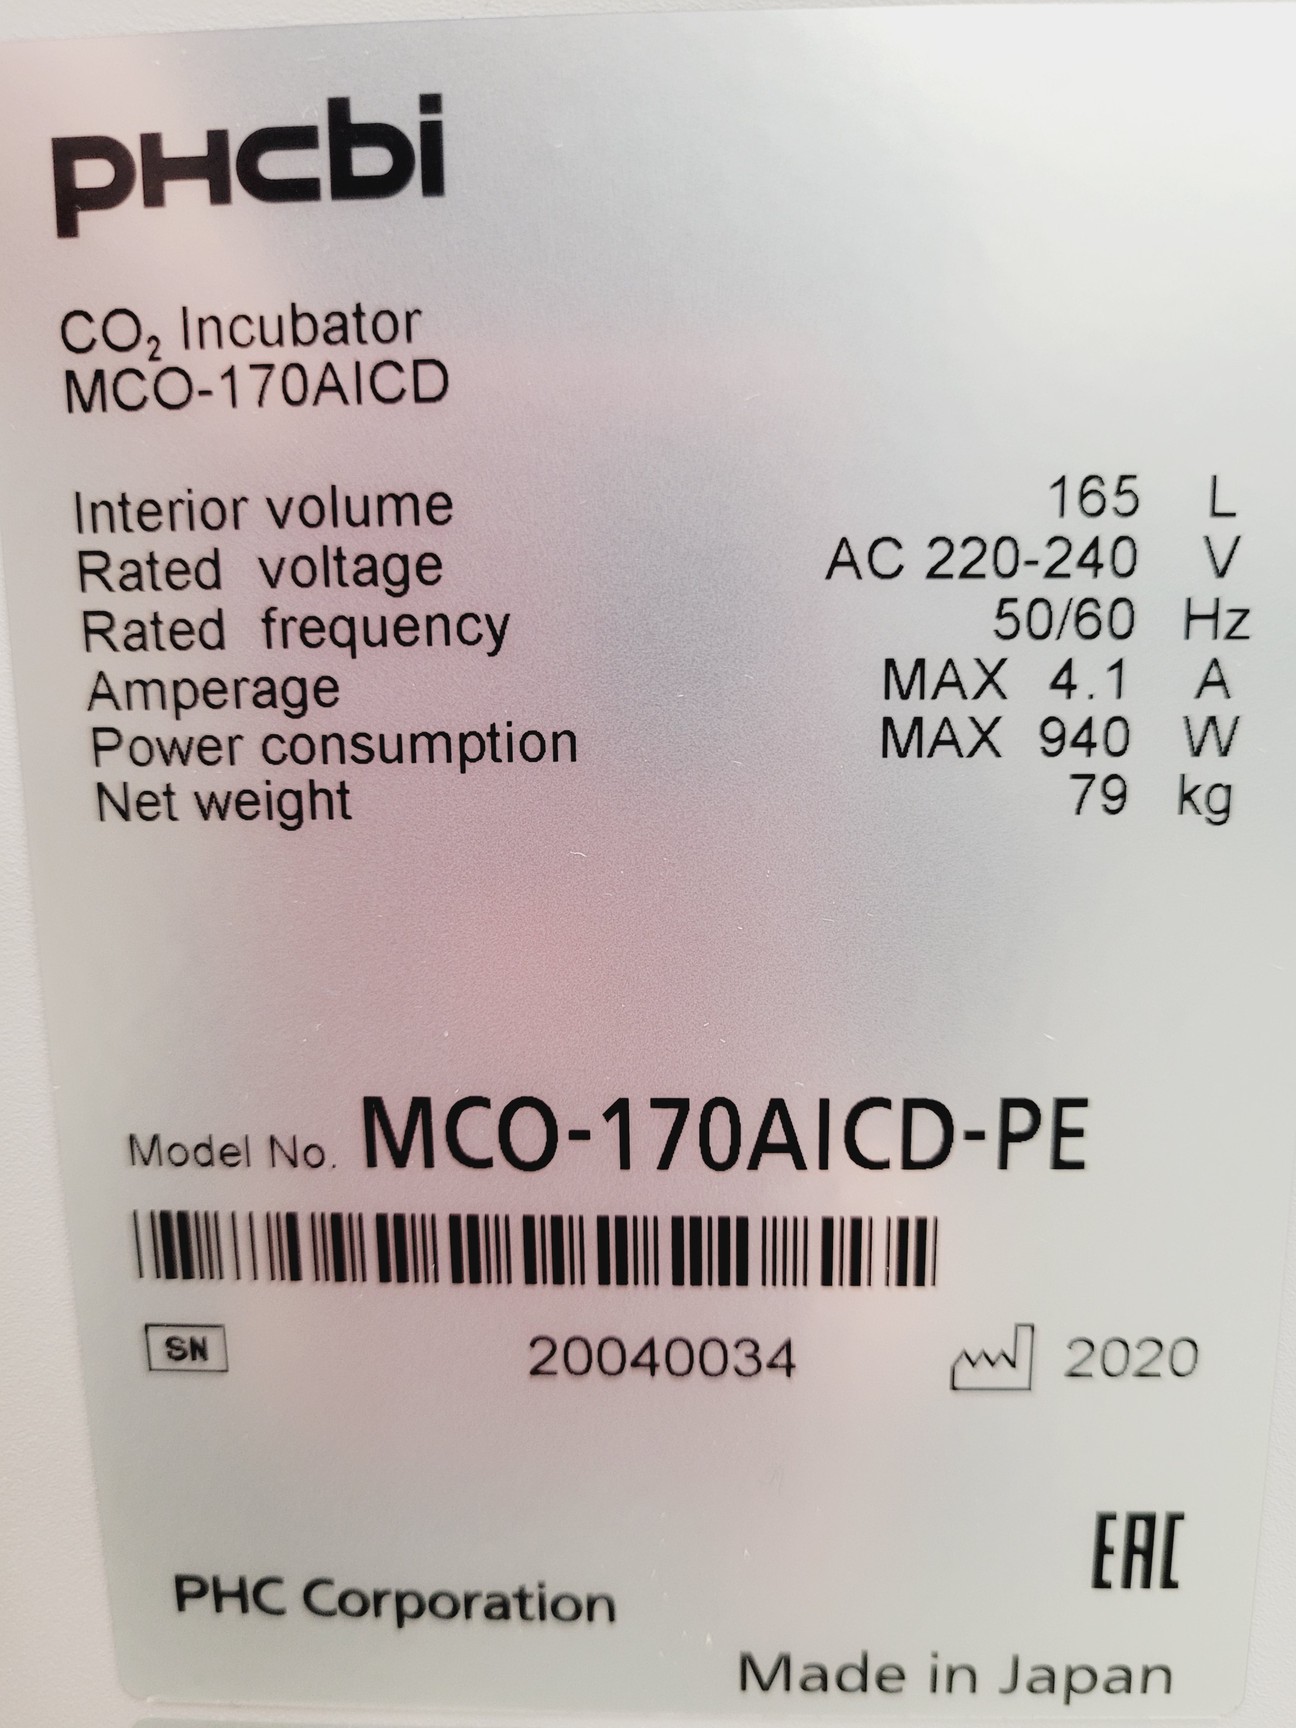 PHCbi
CO₂ Incubator
MCO-170AICD
Interior volume 165 L
Rated voltage AC 220-240 V
Rated frequency 50/60 Hz
Amperage MAX 4.1 A
Power consumption MAX 940 W
Net weight 79 kg
Model No. MCO-170AICD-PE
SN 20040034 2020
EAC
PHC Corporation
Made in Japan